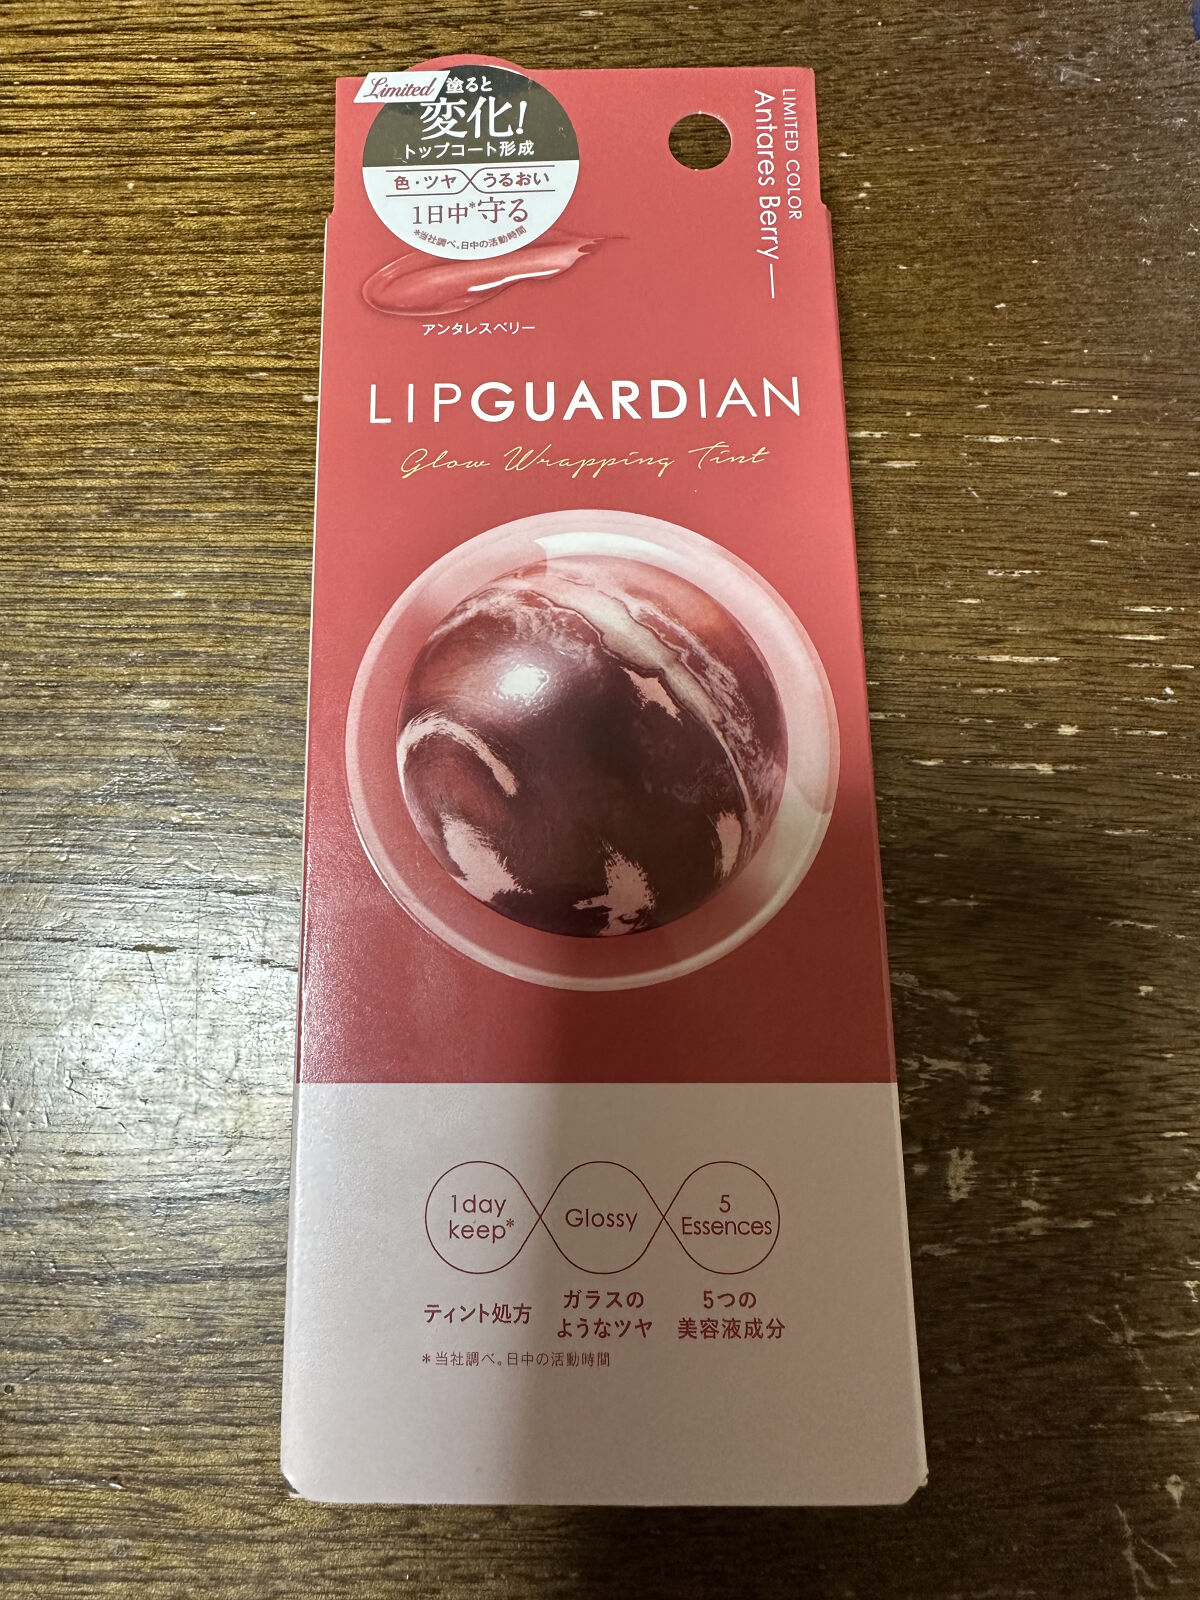 Limited
塗ると
変化!
トップコート形成
色・ツヤ うるおい
1日中*守る
*当社調べ。日中の活動時間
アンタレスベリー
LIMITED COLOR
Antares Berry
LIPGUARDIAN
Glow Wrapping Tint
1day
keep*
Glossy
5
Essences
ティント処方
ガラスの
ようなツヤ
5つの
美容液成分
*当社調べ。日中の活動時間